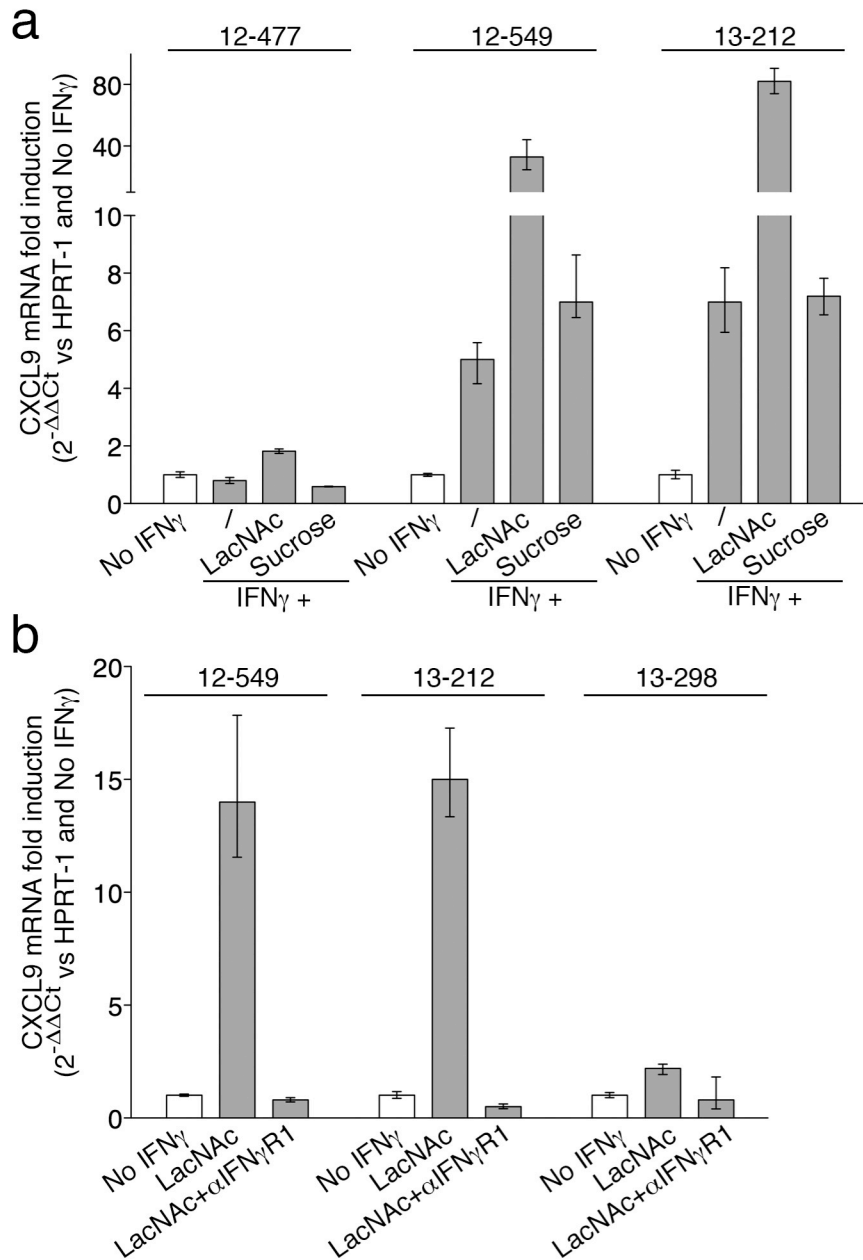 a
12-477 12-549 13-212
CXCL9 mRNA fold induction
(2^-ΔΔCt vs HPRT-1 and No IFNγ)
80
40
10
8
6
4
2
0
No IFNγ / LacNAc Sucrose No IFNγ / LacNAc Sucrose No IFNγ / LacNAc Sucrose
IFNγ + IFNγ + IFNγ +
b
12-549 13-212 13-298
CXCL9 mRNA fold induction
(2^-ΔΔCt vs HPRT-1 and No IFNγ)
20
15
10
5
0
No IFNγ LacNAc LacNAc+αIFNγR1 No IFNγ LacNAc LacNAc+αIFNγR1 No IFNγ LacNAc LacNAc+αIFNγR1